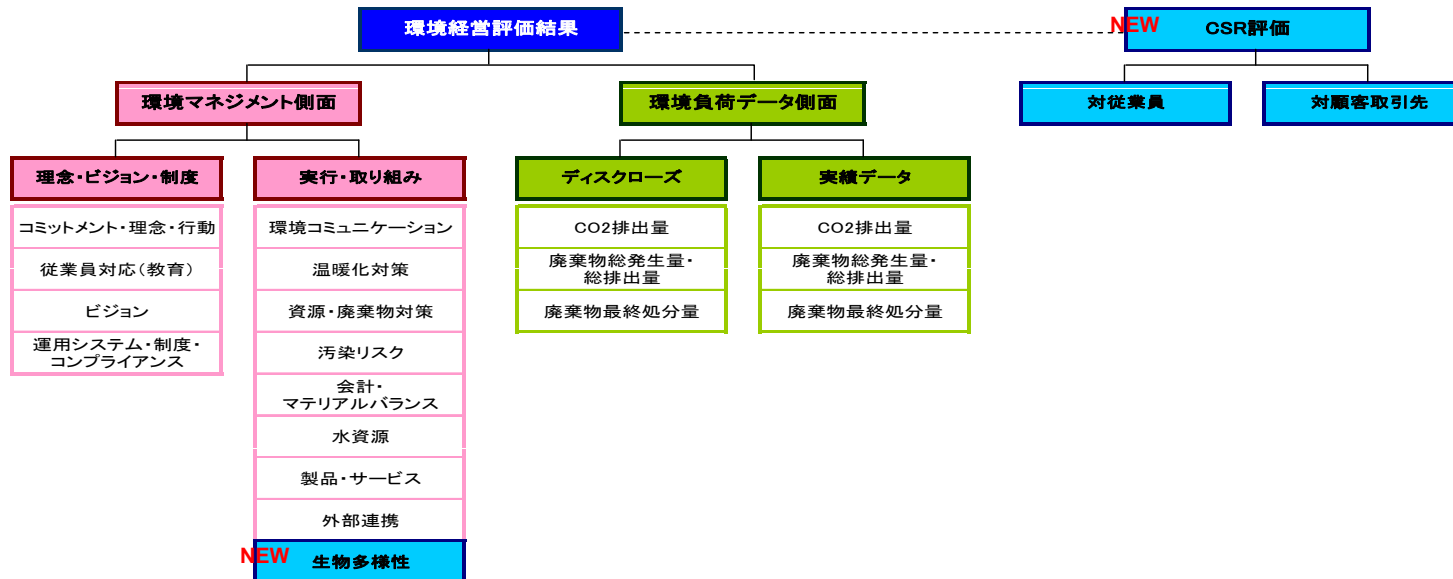 環境経営評価結果
NEW
CSR評価
環境マネジメント側面
環境負荷データ側面
対従業員
対顧客取引先
理念・ビジョン・制度
実行・取り組み
ディスクローズ
実績データ
コミットメント・理念・行動
従業員対応(教育)
ビジョン
運用システム・制度・
コンプライアンス
環境コミュニケーション
温暖化対策
資源・廃棄物対策
汚染リスク
会計・
マテリアルバランス
水資源
製品・サービス
外部連携
NEW
生物多様性
CO2排出量
廃棄物総発生量・
総排出量
廃棄物最終処分量
CO2排出量
廃棄物総発生量・
総排出量
廃棄物最終処分量